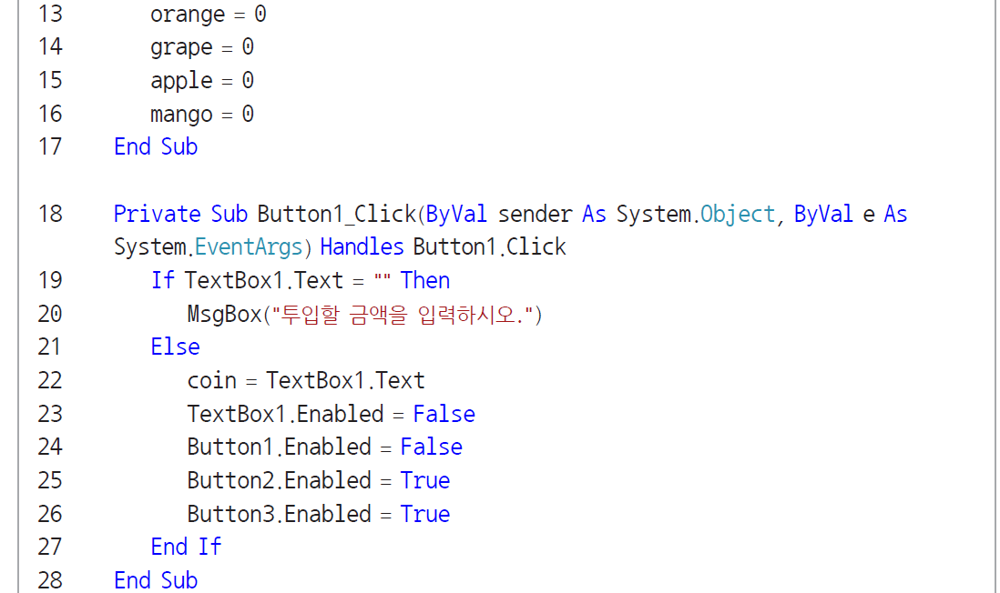 13 orange = 0
14 grape = 0
15 apple = 0
16 mango = 0
17 End Sub
18 Private Sub Button1_Click(ByVal sender As System.Object, ByVal e As
System.EventArgs) Handles Button1.Click
19 If TextBox1.Text = "" Then
20 MsgBox("투입할 금액을 입력하시오.")
21 Else
22 coin = TextBox1.Text
23 TextBox1.Enabled = False
24 Button1.Enabled = False
25 Button2.Enabled = True
26 Button3.Enabled = True
27 End If
28 End Sub